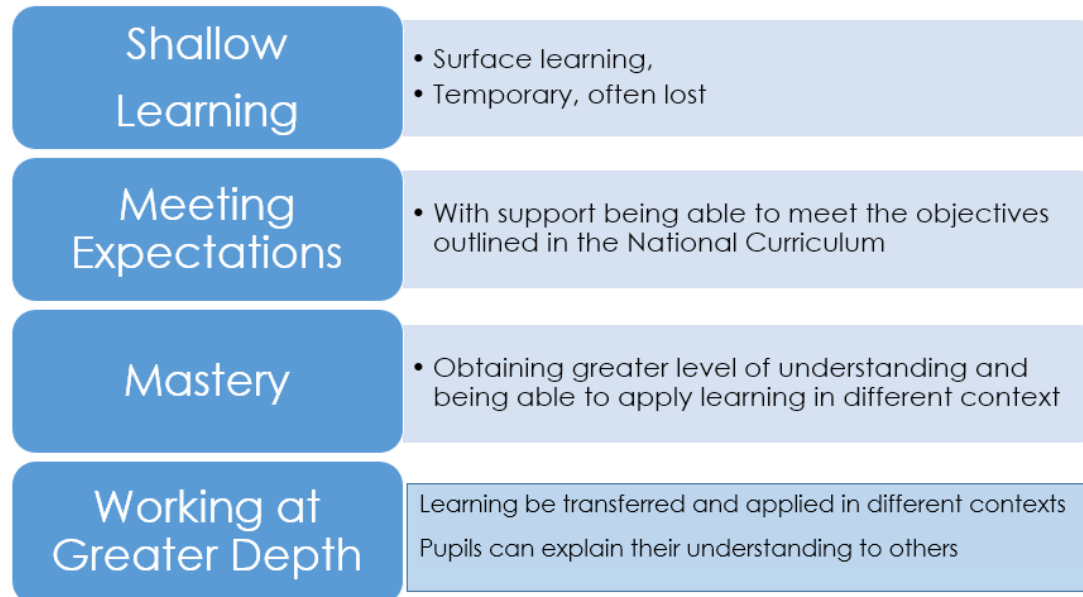 Shallow
Learning
• Surface learning,
• Temporary, often lost
Meeting
Expectations
• With support being able to meet the objectives
outlined in the National Curriculum
Mastery
• Obtaining greater level of understanding and
being able to apply learning in different context
Working at
Greater Depth
Learning be transferred and applied in different contexts
Pupils can explain their understanding to others